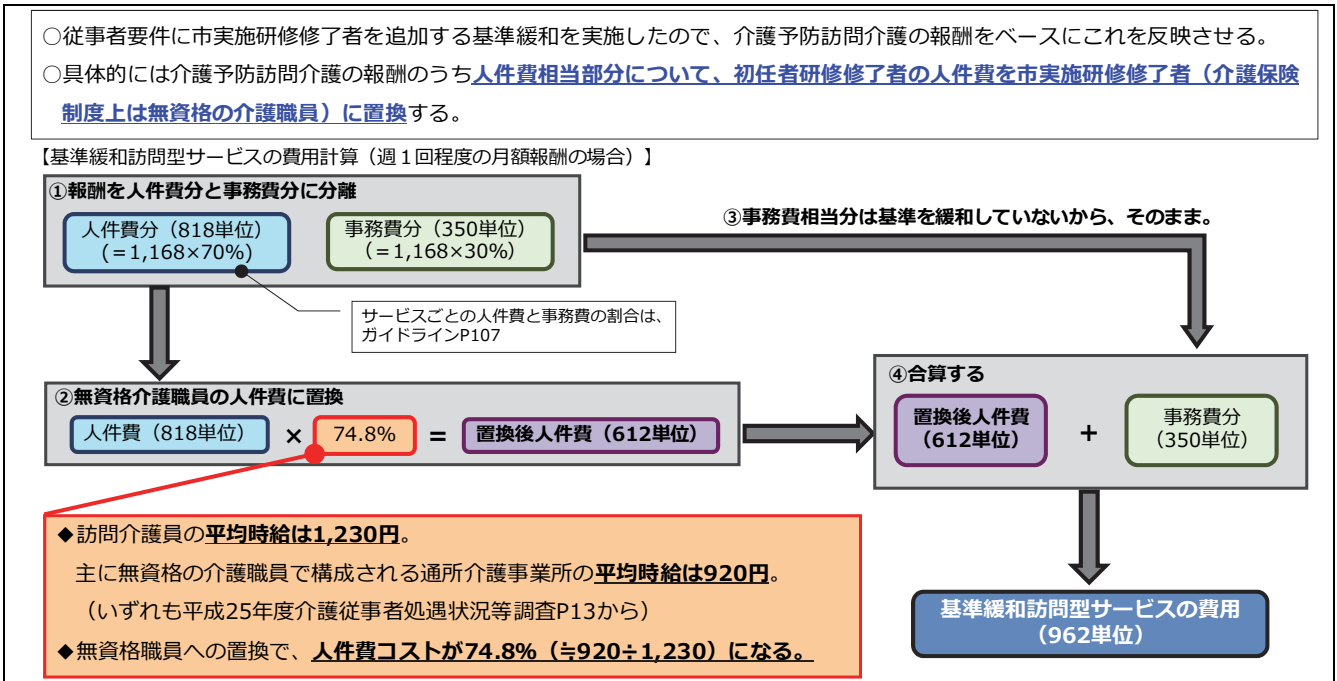 ○従事者要件に市実施研修修了者を追加する基準緩和を実施したので、介護予防訪問介護の報酬をベースにこれを反映させる。
○具体的には介護予防訪問介護の報酬のうち人件費相当部分について、初任者研修修了者の人件費を市実施研修修了者（介護保険
制度上は無資格の介護職員）に置換する。
【基準緩和訪問型サービスの費用計算（週１回程度の月額報酬の場合）】
①報酬を人件費分と事務費分に分離
人件費分（818単位）
(＝1,168×70%)
事務費分（350単位）
(＝1,168×30%)
③事務費相当分は基準を緩和していないから、そのまま。
サービスごとの人件費と事務費の割合は、
ガイドラインP107
②無資格介護職員の人件費に置換
人件費（818単位） × 74.8% ＝ 置換後人件費（612単位）
④合算する
置換後人件費
（612単位）
＋
事務費分
（350単位）
◆訪問介護員の平均時給は1,230円。
主に無資格の介護職員で構成される通所介護事業所の平均時給は920円。
（いずれも平成25年度介護従事者処遇状況等調査P13から）
◆無資格職員への置換で、人件費コストが74.8%（≒920÷1,230）になる。
基準緩和訪問型サービスの費用
（962単位）